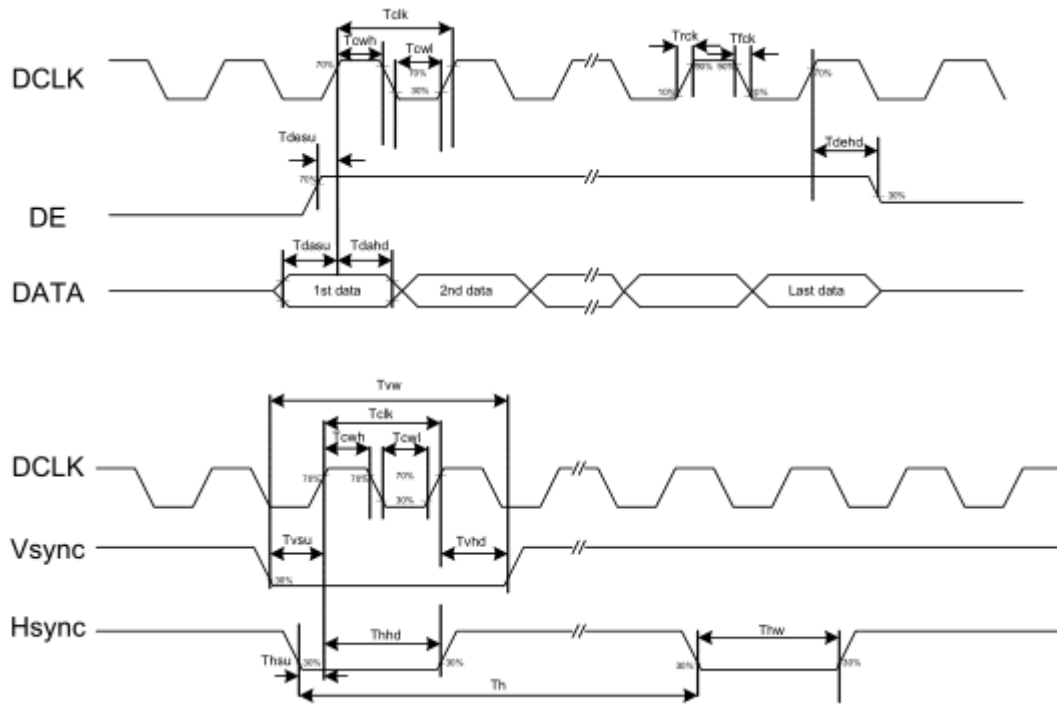 Tclk
Tcwh Tcwl Trck Tfck
DCLK 70% 70% 30% 10% 90% 90% 10% 70%
Tdesu Tdehd
70% 30%
DE
Tdasu Tdahd
DATA 1st data 2nd data Last data
Tvw
Tclk
Tcwh Tcwl
DCLK 70% 70% 70% 30%
Tvsu Tvhd
Vsync 30%
Hsync Thhd Thw
Thsu 30% 30% 30% 30%
Th